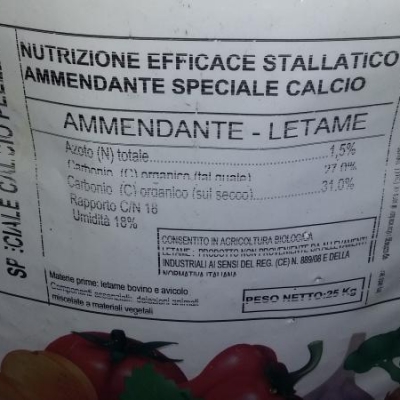 NUTRIZIONE EFFICACE STALLATICO
AMMENDANTE SPECIALE CALCIO
AMMENDANTE - LETAME
Azoto (N) totale 1,5%
Carbonio (C) organico (tal quale) 27,0%
Carbonio (C) organico (sul secco) 31,0%
Rapporto C/N 18
Umidità 18%
CONSENTITO IN AGRICOLTURA BIOLOGICA
LETAME: PRODOTTO NON PROVENIENTE DA ALLEVAMENTI
INDUSTRIALI AI SENSI DEL REG. (CE) N. 889/08 E DELLA
NORMATIVA ITALIANA
Materie prime: letame bovino e avicolo
Componenti essenziali: deiezioni animali
miscelate a materiali vegetali
PESO NETTO: 25 Kg